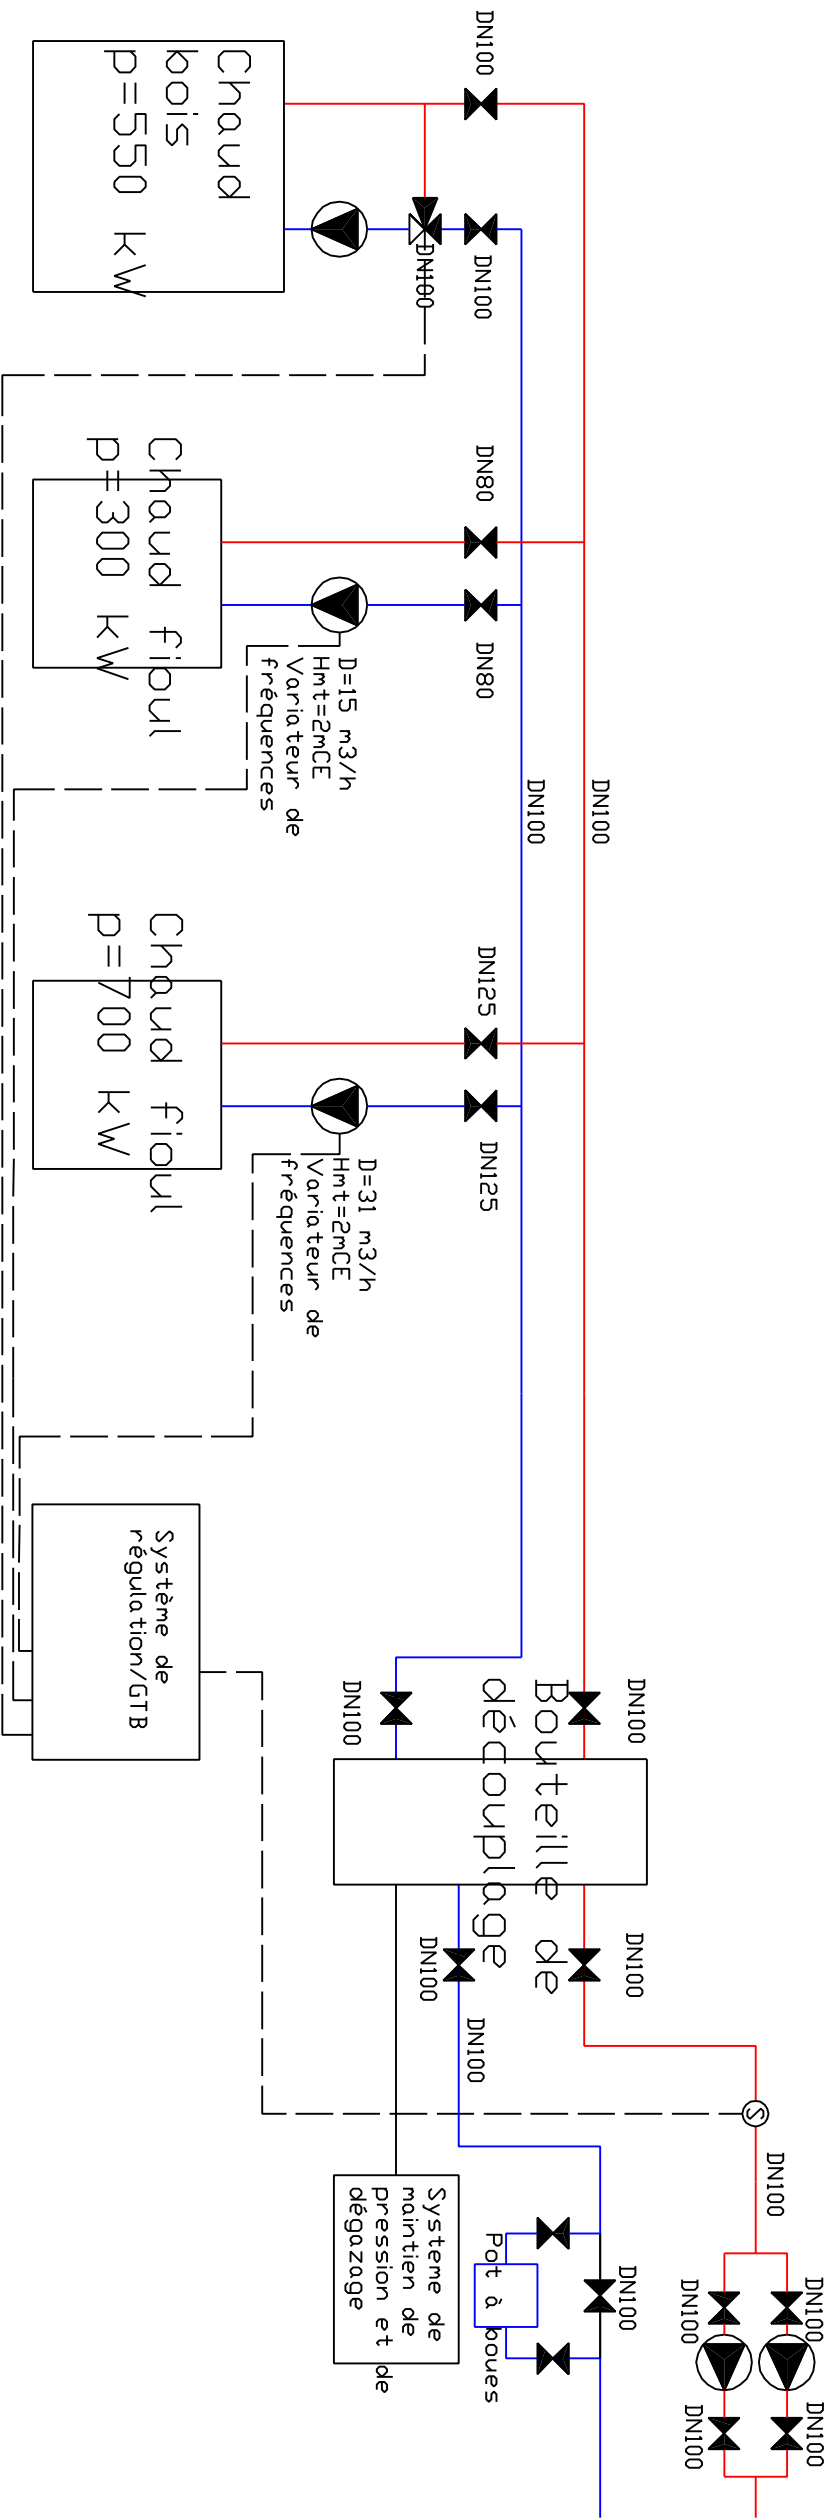 DN100
Chaud
bois
p=550 kW
DN100
DN100
DN80
Chaud fioul
p=300 kW
DN80
D=15 m3/h
Hmt=2mCE
Variateur de
fréquences
DN100
DN100
DN125
Chaud fioul
p=700 kW
DN125
D=31 m3/h
Hmt=2mCE
Variateur de
fréquences
Système de
régulation/GTB
DN100
DN100
Bouteille de
découplage
DN100
DN100
DN100
S
DN100
Systeme de
maintien de
pression et de
dégazage
Pot à boues
DN100
DN100
DN100
DN100
DN100